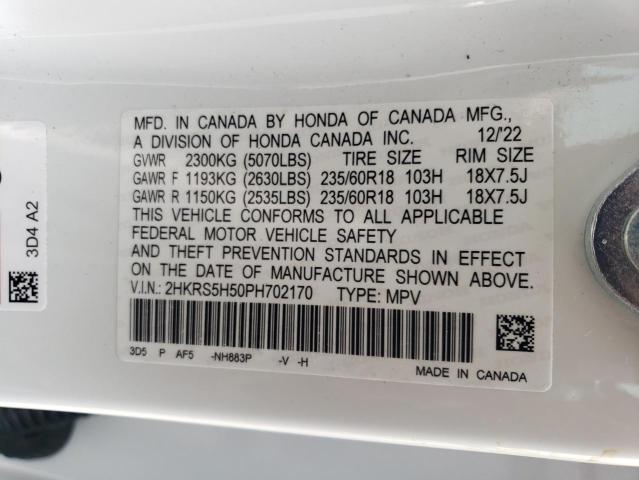 MFD. IN CANADA BY HONDA OF CANADA MFG.,
A DIVISION OF HONDA CANADA INC. 12/'22
GVWR 2300KG (5070LBS) TIRE SIZE RIM SIZE
GAWR F 1193KG (2630LBS) 235/60R18 103H 18X7.5J
GAWR R 1150KG (2535LBS) 235/60R18 103H 18X7.5J
THIS VEHICLE CONFORMS TO ALL APPLICABLE
FEDERAL MOTOR VEHICLE SAFETY
AND THEFT PREVENTION STANDARDS IN EFFECT
ON THE DATE OF MANUFACTURE SHOWN ABOVE.
V.I.N.: 2HKRS5H50PH702170 TYPE: MPV
3D5 P AF5 -NH883P -V -H
MADE IN CANADA
3D4 A2